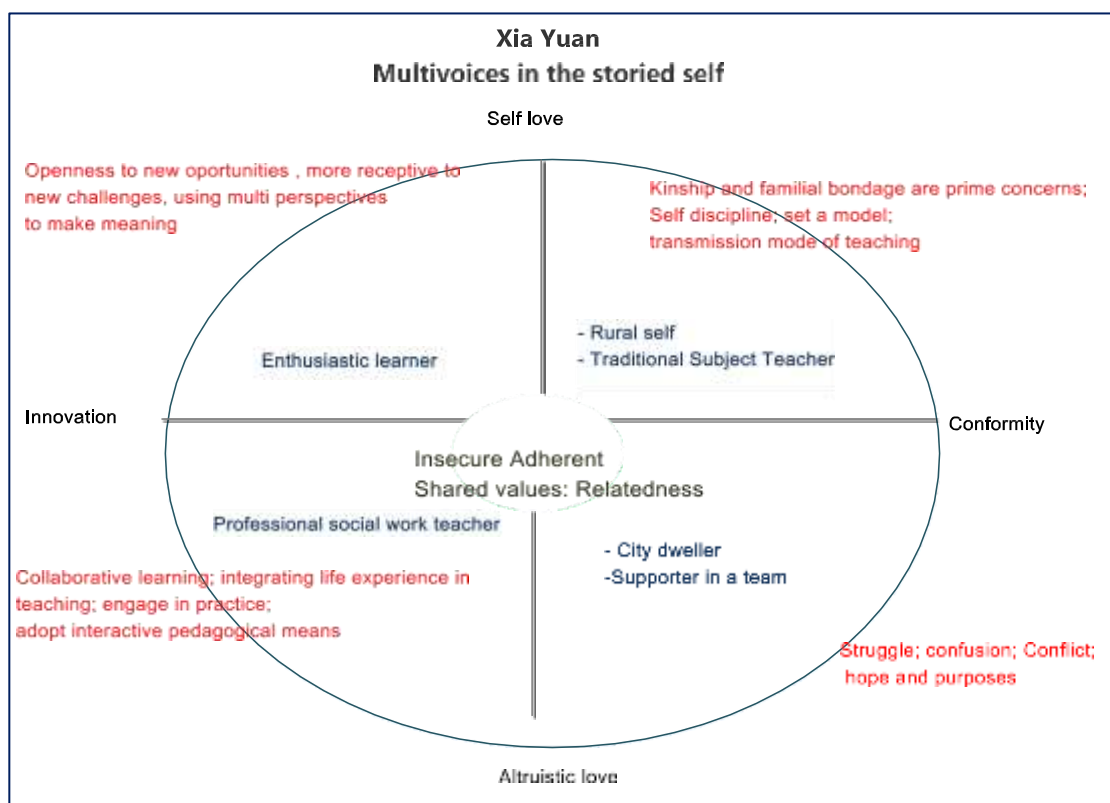 Xia Yuan
Multivoices in the storied self
Self love
Openness to new oportunities , more receptive to
new challenges, using multi perspectives
to make meaning
Kinship and familial bondage are prime concerns;
Self discipline; set a model;
transmission mode of teaching
- Rural self
- Traditional Subject Teacher
Enthusiastic learner
Innovation
Conformity
Insecure Adherent
Shared values: Relatedness
Professional social work teacher
- City dweller
-Supporter in a team
Collaborative learning; integrating life experience in
teaching; engage in practice;
adopt interactive pedagogical means
Struggle; confusion; Conflict;
hope and purposes
Altruistic love